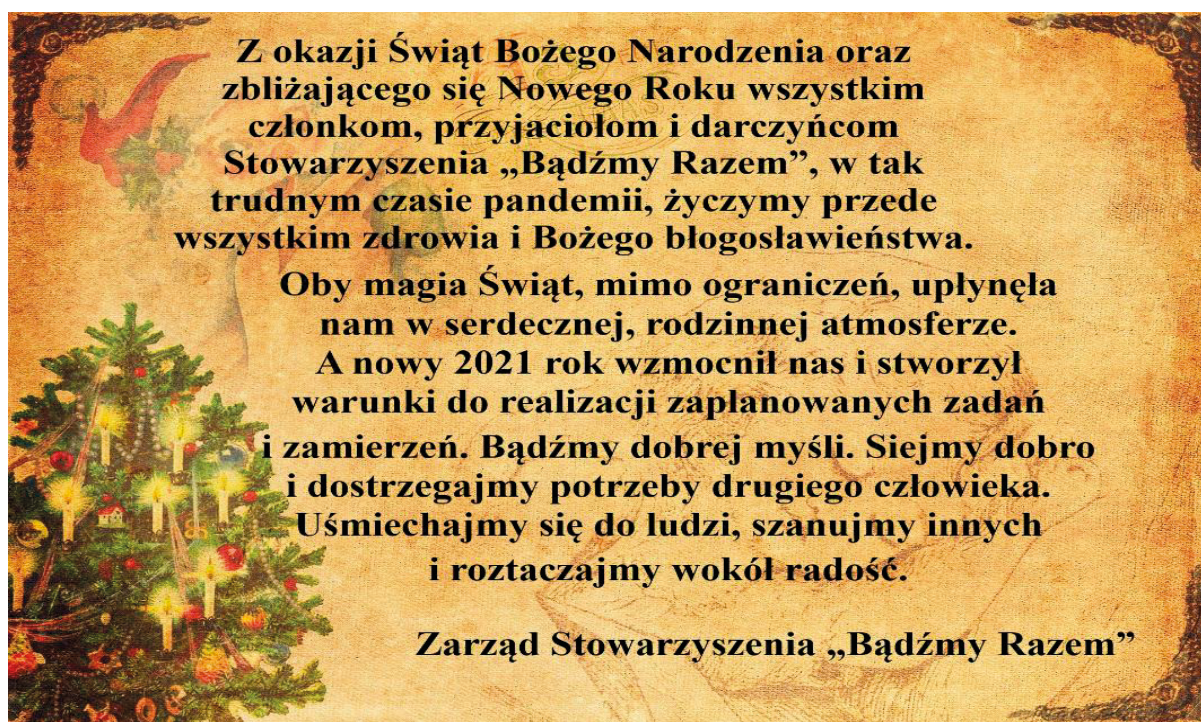 Z okazji Świąt Bożego Narodzenia oraz
zbliżającego się Nowego Roku wszystkim
członkom, przyjaciołom i darczyńcom
Stowarzyszenia „Bądźmy Razem”, w tak
trudnym czasie pandemii, życzymy przede
wszystkim zdrowia i Bożego błogosławieństwa.
Oby magia Świąt, mimo ograniczeń, upłynęła
nam w serdecznej, rodzinnej atmosferze.
A nowy 2021 rok wzmocnił nas i stworzył
warunki do realizacji zaplanowanych zadań
i zamierzeń. Bądźmy dobrej myśli. Siejmy dobro
i dostrzegajmy potrzeby drugiego człowieka.
Uśmiechajmy się do ludzi, szanujmy innych
i roztaczajmy wokół radość.
Zarząd Stowarzyszenia „Bądźmy Razem”